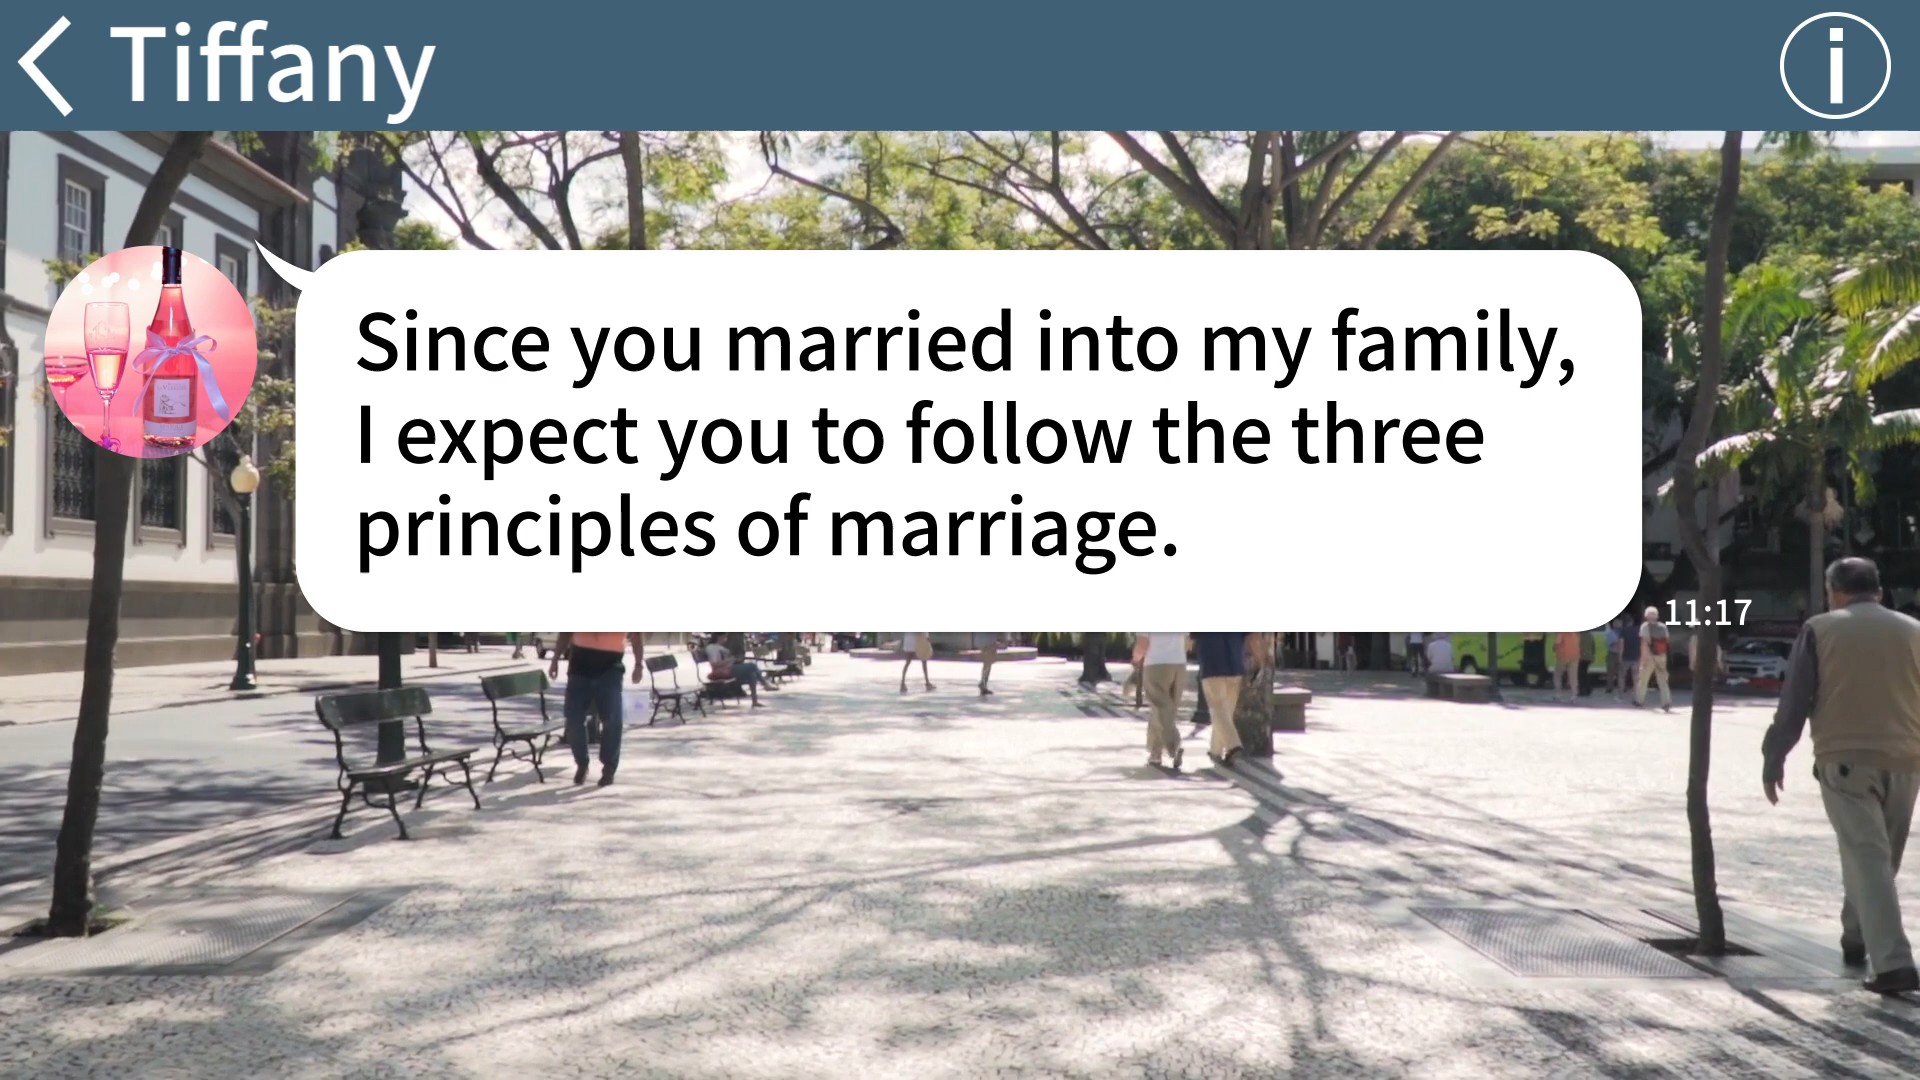 Tiffany
Since you married into my family,
I expect you to follow the three
principles of marriage.
11:17